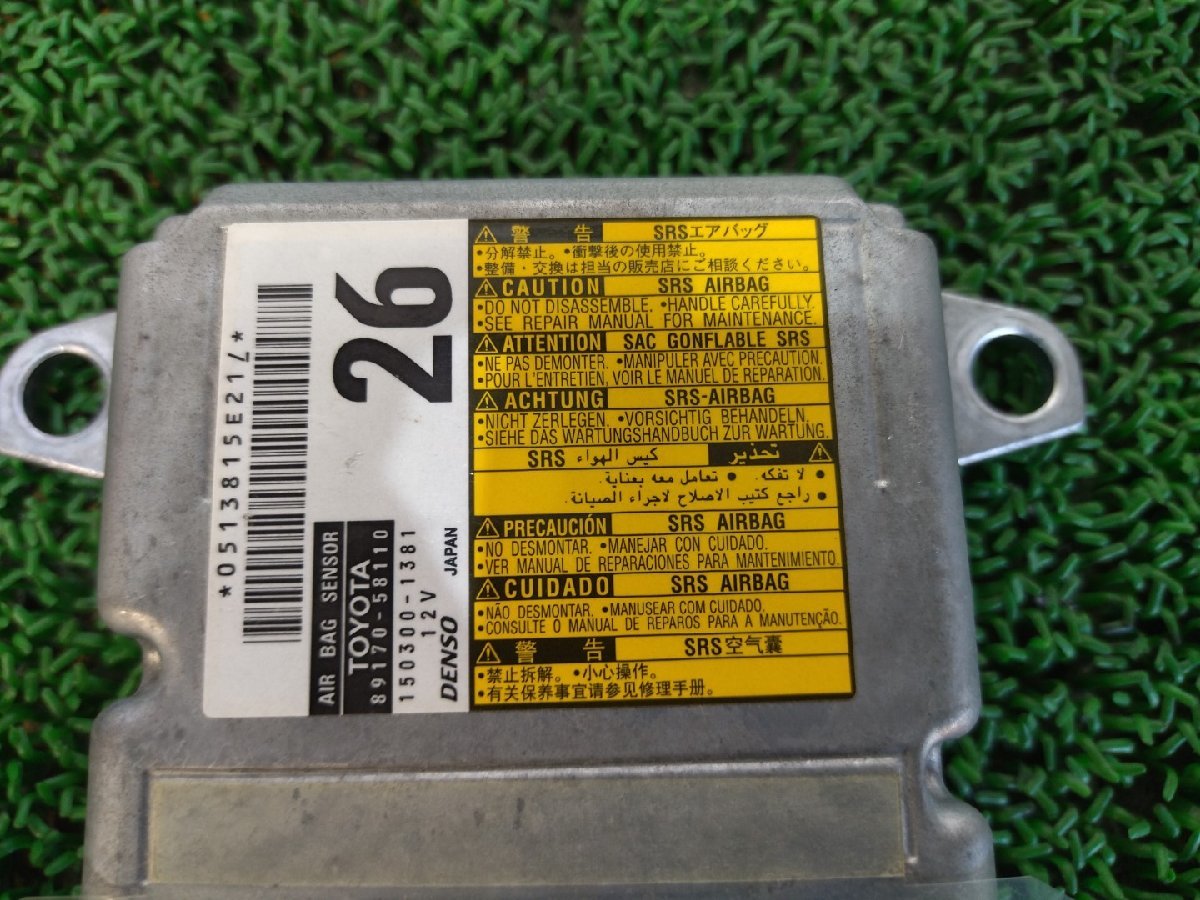 *0513815E217*
26
AIR BAG SENSOR
TOYOTA
89170-58110
150300-1381
12V
DENSO JAPAN
警 告 SRSエアバッグ
•分解禁止。 •衝撃後の使用禁止。
•整備・交換は担当の販売店にご相談ください。
CAUTION SRS AIRBAG
•DO NOT DISASSEMBLE. •HANDLE CAREFULLY.
•SEE REPAIR MANUAL FOR MAINTENANCE.
ATTENTION SAC GONFLABLE SRS
•NE PAS DEMONTER. •MANIPULER AVEC PRECAUTION.
•POUR L'ENTRETIEN, VOIR LE MANUEL DE REPARATION.
ACHTUNG SRS-AIRBAG
•NICHT ZERLEGEN. •VORSICHTIG BEHANDELN.
•SIEHE DAS WARTUNGSHANDBUCH ZUR WARTUNG.
تحذير كيس الهواء SRS
• لا تفكه. • تعامل معه بعناية.
• راجع كتيب الاصلاح لاجراء الصيانة.
PRECAUCIÓN SRS AIRBAG
•NO DESMONTAR. •MANEJAR CON CUIDADO.
•VER MANUAL DE REPARACIONES PARA MANTENIMIENTO.
CUIDADO SRS AIRBAG
•NÃO DESMONTAR. •MANUSEAR COM CUIDADO.
•CONSULTE O MANUAL DE REPAROS PARA A MANUTENÇÃO.
警 告 SRS空气囊
•禁止拆解。 •小心操作。
•有关保养事宜请参见修理手册。